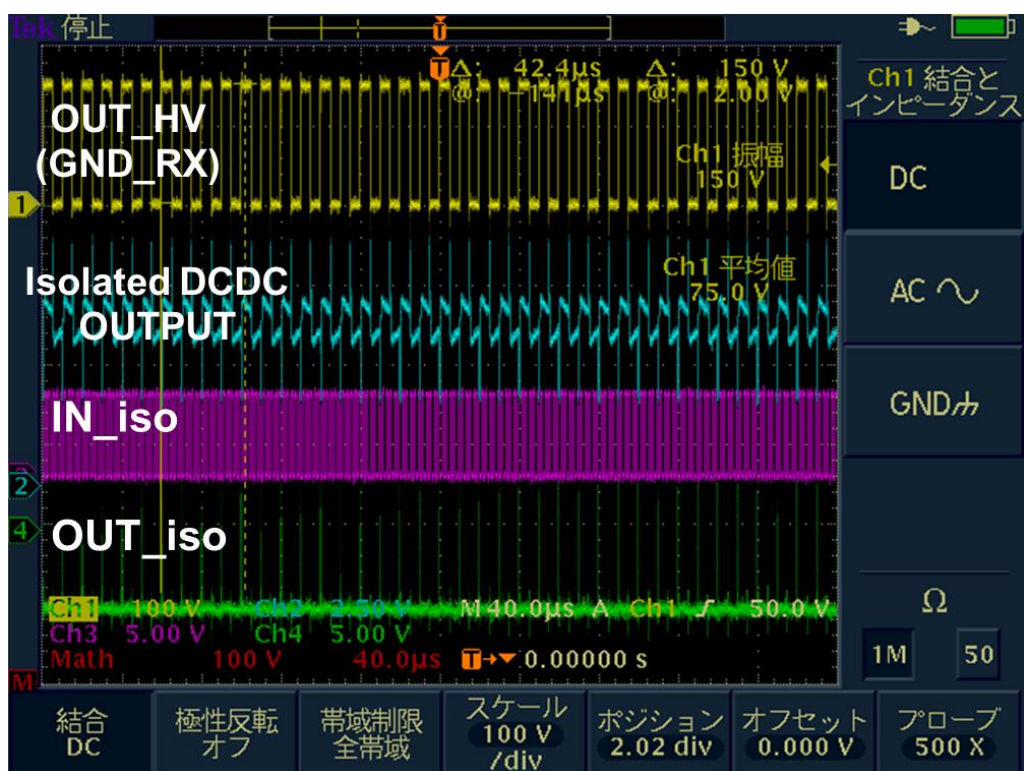 Tek 停止
Δ: 42.4µs Δ: 150 V
@: −141µs @: 2.00 V
Ch1 振幅
150 V
Ch1 平均値
75.0 V
OUT_HV
(GND_RX)
Isolated DCDC
OUTPUT
IN_iso
OUT_iso
1
2
4
M
Ch1 100 V Ch2 2.50 V M 40.0µs A Ch1 50.0 V
Ch3 5.00 V Ch4 5.00 V
Math 100 V 40.0µs T 0.00000 s
Ch1 結合と
インピーダンス
DC
AC
GND
Ω
1M 50
結合
DC
極性反転
オフ
帯域制限
全帯域
スケール
100 V
/div
ポジション
2.02 div
オフセット
0.000 V
プローブ
500 X